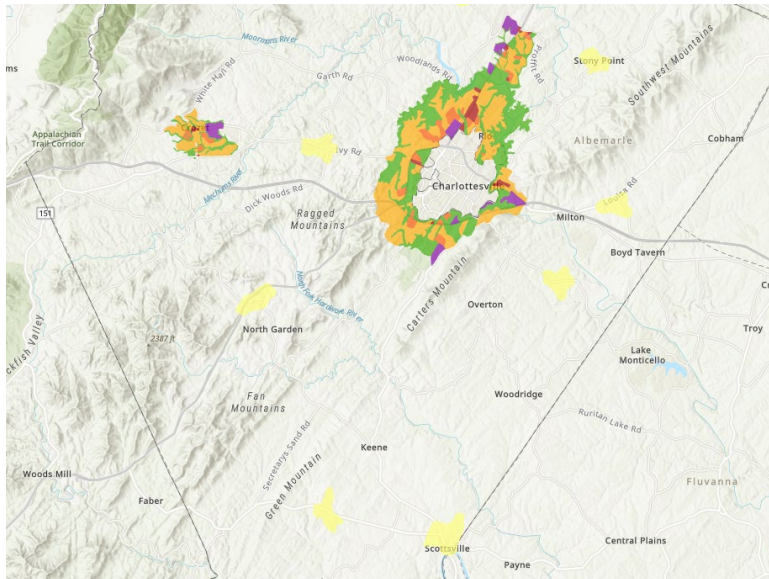 Moormans River
Proffit Rd
Stony Point
Southwest Mountains
Woodlands Rd
ms
White Hall Rd
Garth Rd
Appalachian
Trail Corridor
Ivy Rd
Albemarle
Cobham
Charlottesville
Mechums River
Dick Woods Rd
Louisa Rd
151
Ragged
Mountains
Milton
Boyd Tavern
North Fork Hardware River
Carters Mountain
Overton
North Garden
2387 ft
Troy
Lake
Monticello
ckfish Valley
Fan
Mountains
Woodridge
Ruritan Lake Rd
Secretarys Sand Rd
Keene
Green Mountain
Woods Mill
Fluvanna
Faber
Scottsville
Central Plains
Payne